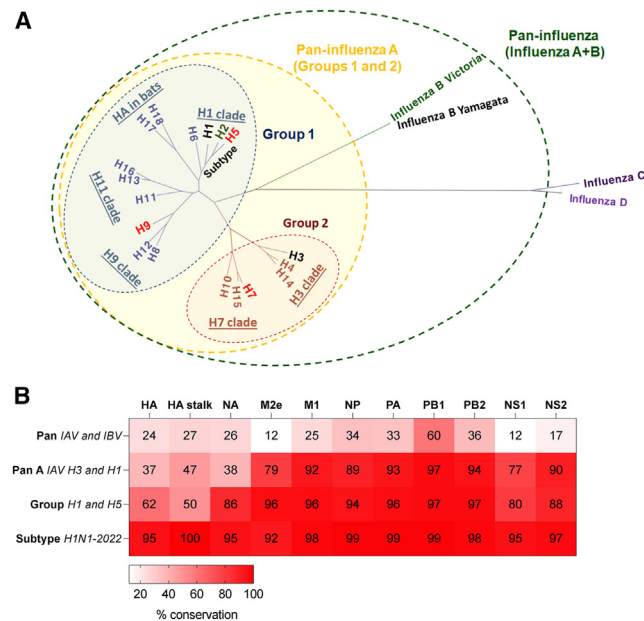 A
Pan-influenza
(Influenza A+B)
Pan-influenza A
(Groups 1 and 2)
HA in bats
H18
H17
H1 clade
H6
H1
H2
H5
Subtype
Group 1
Influenza B Victoria
Influenza B Yamagata
H16
H13
H11 clade
H11
Influenza C
Influenza D
H9
H12
H8
H9 clade
Group 2
H3
H4
H14
H3 clade
H7
H15
H10
H7 clade
B
HA HA stalk NA M2e M1 NP PA PB1 PB2 NS1 NS2
Pan IAV and IBV 24 27 26 12 25 34 33 60 36 12 17
Pan A IAV H3 and H1 37 47 38 79 92 89 93 97 94 77 90
Group H1 and H5 62 50 86 96 96 94 96 97 97 80 88
Subtype H1N1-2022 95 100 95 92 98 99 99 99 98 95 97
20 40 60 80 100
% conservation